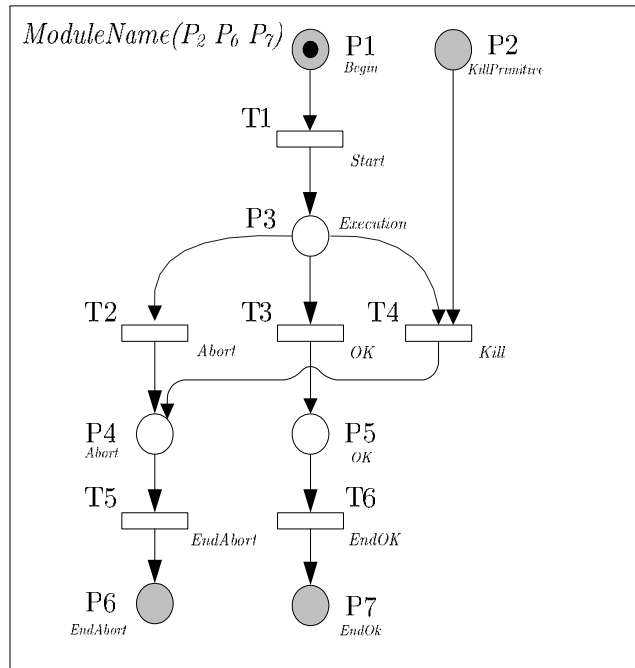 ModuleName(P2 P6 P7)
P1
Begin
P2
KillPrimitive
T1
Start
P3
Execution
T2
Abort
T3
OK
T4
Kill
P4
Abort
P5
OK
T5
EndAbort
T6
EndOK
P6
EndAbort
P7
EndOk